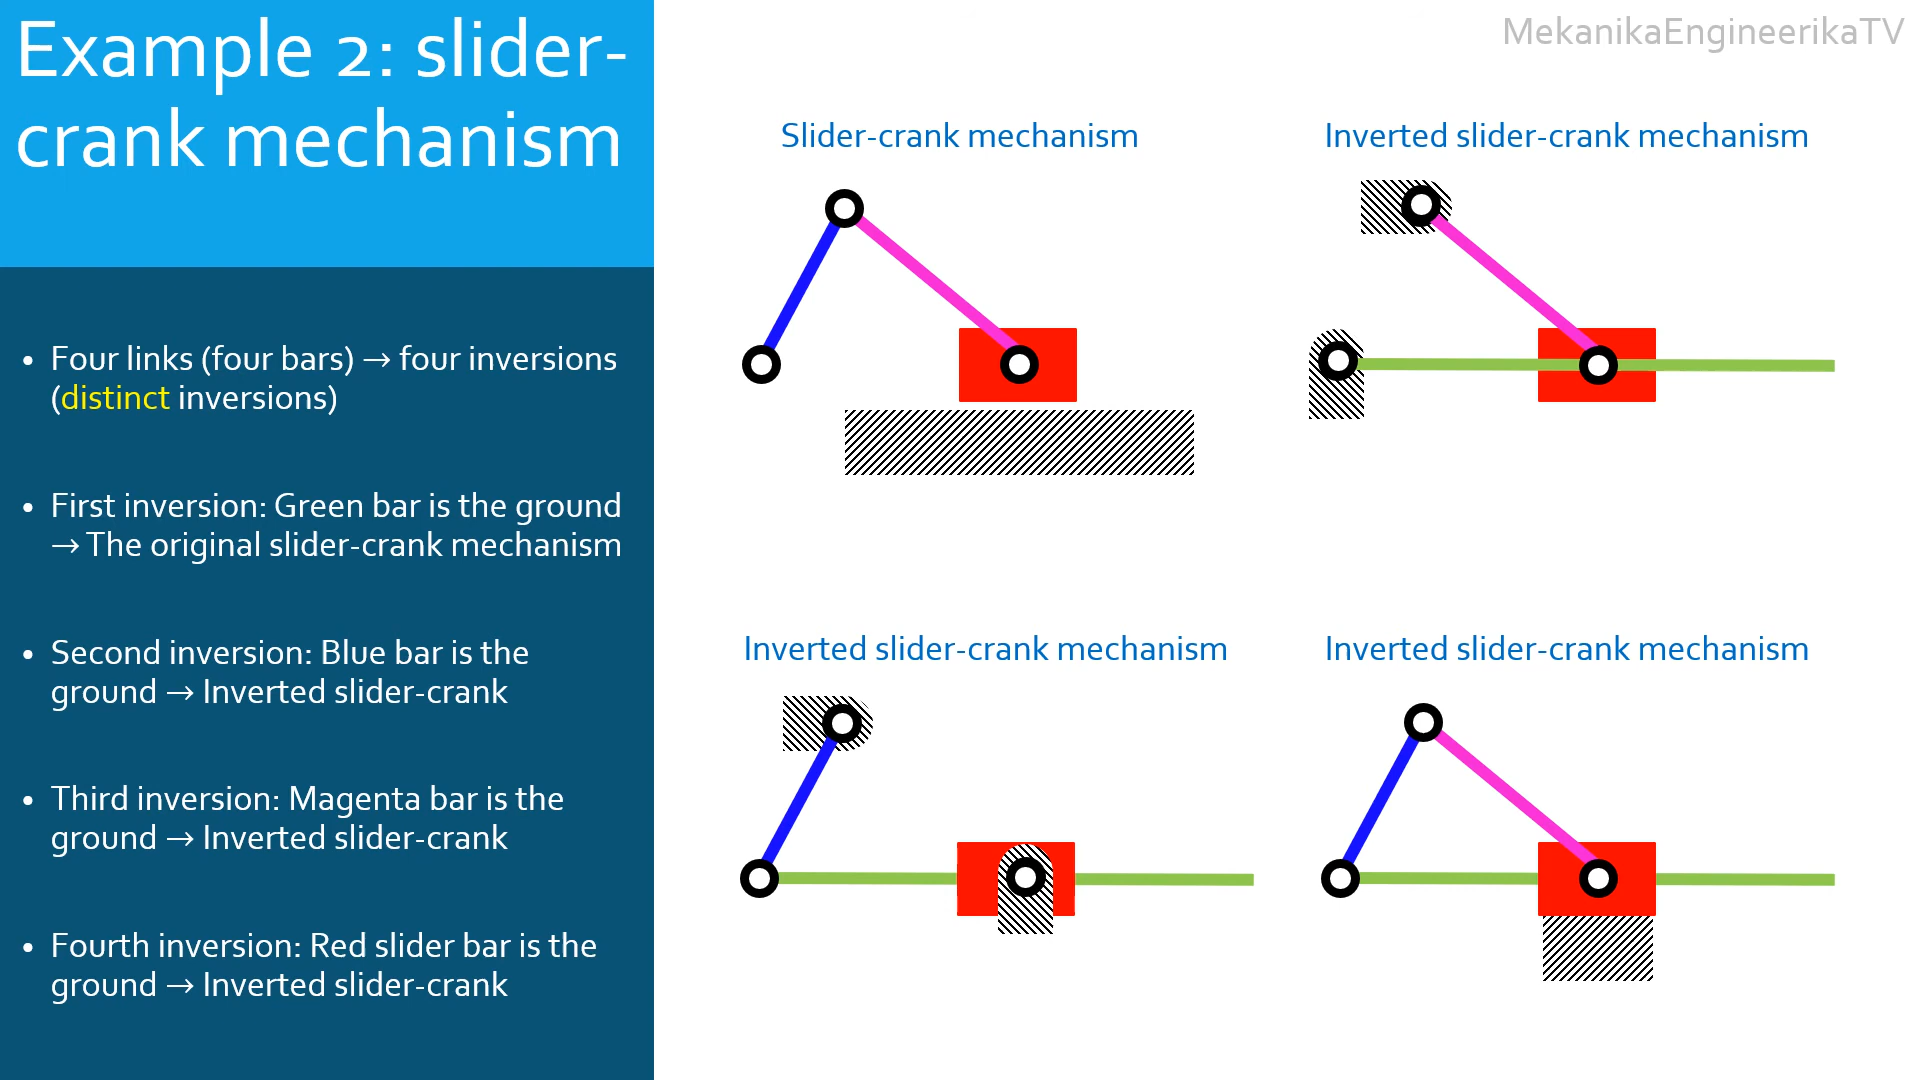 Example 2: slider-
crank mechanism
• Four links (four bars) → four inversions
(distinct inversions)
• First inversion: Green bar is the ground
→ The original slider-crank mechanism
• Second inversion: Blue bar is the
ground → Inverted slider-crank
• Third inversion: Magenta bar is the
ground → Inverted slider-crank
• Fourth inversion: Red slider bar is the
ground → Inverted slider-crank
MekanikaEngineerikaTV
Slider-crank mechanism
Inverted slider-crank mechanism
Inverted slider-crank mechanism
Inverted slider-crank mechanism